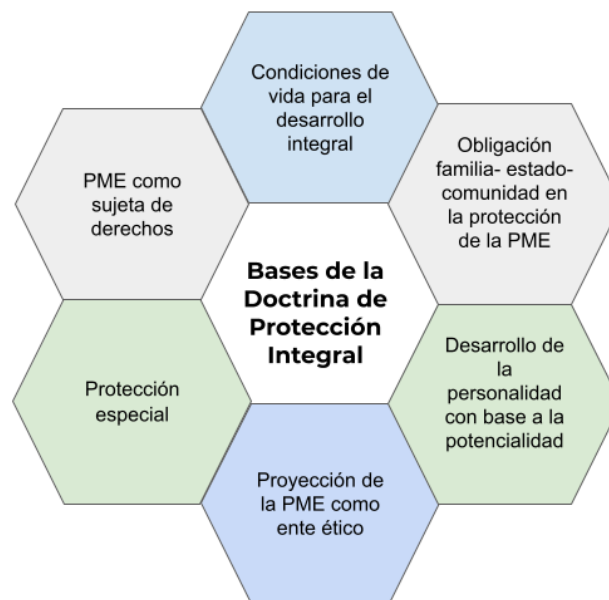 Condiciones de
vida para el
desarrollo
integral
Obligación
familia- estado-
comunidad en
la protección
de la PME
PME como
sujeta de
derechos
Bases de la
Doctrina de
Protección
Integral
Desarrollo de
la
personalidad
con base a la
potencialidad
Protección
especial
Proyección de
la PME como
ente ético